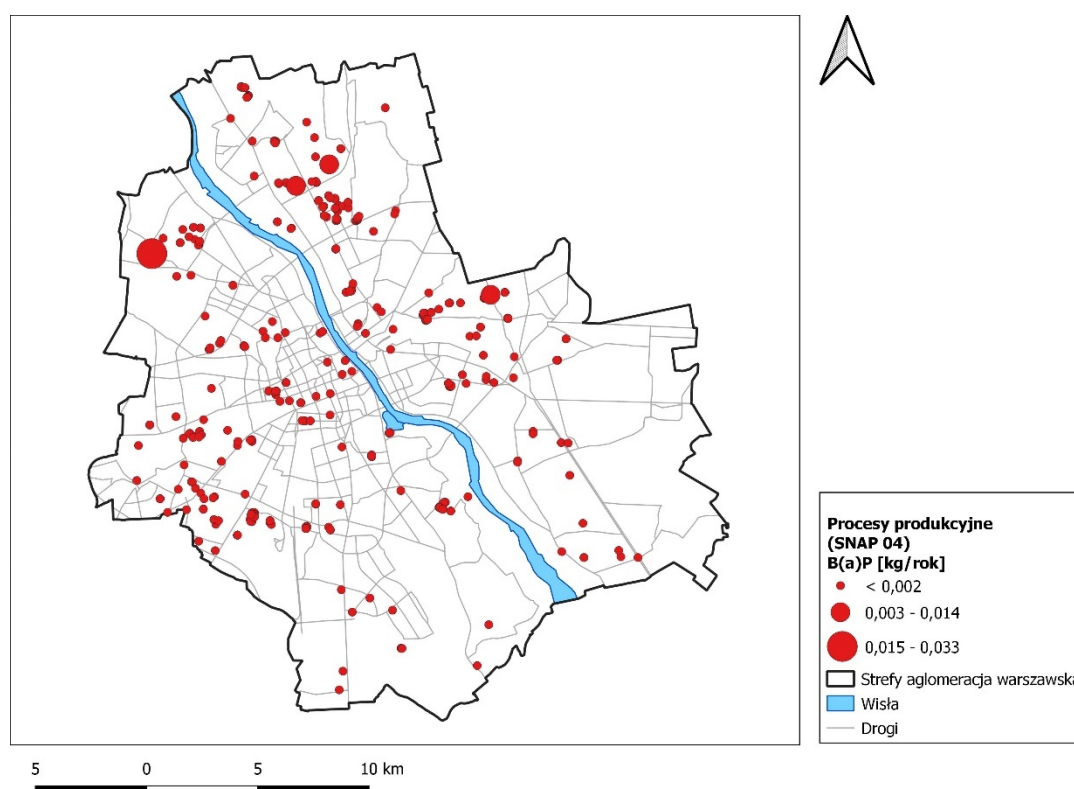 Procesy produkcyjne
(SNAP 04)
B(a)P [kg/rok]
< 0,002
0,003 - 0,014
0,015 - 0,033
Strefy aglomeracja warszawska
Wisła
Drogi
5 0 5 10 km